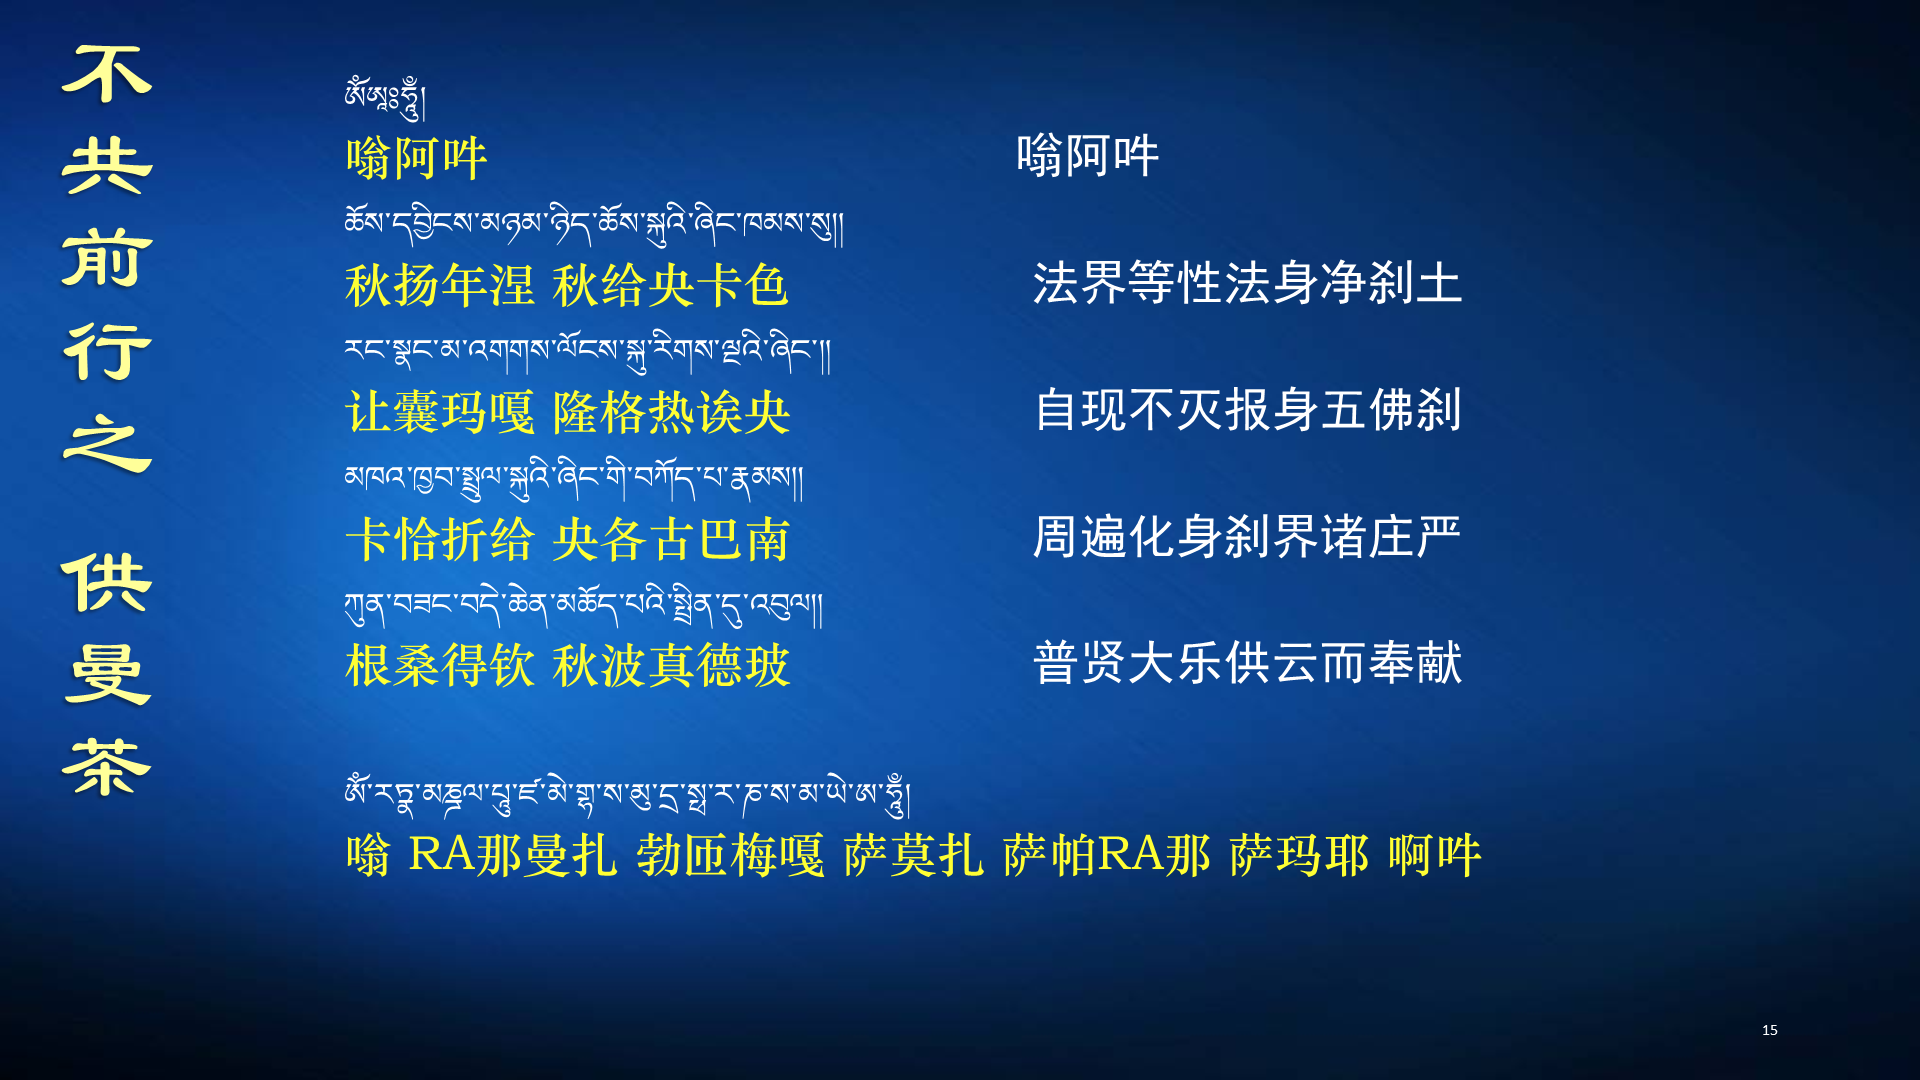 不共前行之 供曼茶
ༀཨཱཿཧཱུྃ།
嗡阿吽 嗡阿吽
ཆོས་དབྱིངས་མཉམ་ཉིད་ཆོས་སྐུའི་ཞིང་ཁམས་སུ།།
秋扬年涅 秋给央卡色 法界等性法身净刹土
རང་སྣང་མ་འགགས་ལོངས་སྐུ་རིགས་ལྔའི་ཞིང་།།
让囊玛嘎 隆格热诶央 自现不灭报身五佛刹
མཁའ་ཁྱབ་སྤྲུལ་སྐུའི་ཞིང་གི་བཀོད་པ་རྣམས།།
卡恰折给 央各古巴南 周遍化身刹界诸庄严
ཀུན་བཟང་བདེ་ཆེན་མཆོད་པའི་སྤྲིན་དུ་འབུལ།།
根桑得钦 秋波真德玻 普贤大乐供云而奉献
ༀ་རཏྣ་མཎྜལ་པཱུ་ཛ་མེ་གྷ་ས་མུ་དྲ་སྥ་ར་ཎ་ས་མ་ཡེ་ཨ་ཧཱུྃ།
嗡 RA那曼扎 勃匝梅嘎 萨莫扎 萨帕RA那 萨玛耶 啊吽
15